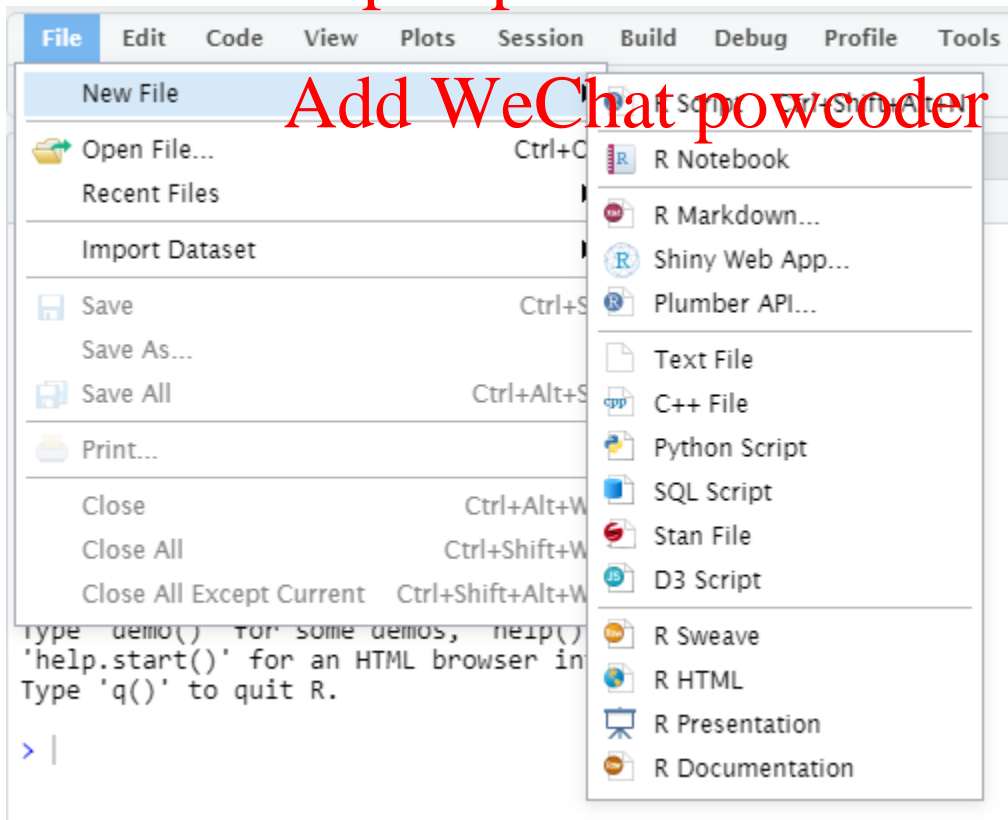 File Edit Code View Plots Session Build Debug Profile Tools
New File
Add WeChat powcoder
R Script Ctrl+Shift+Alt+N
Open File... Ctrl+O
Recent Files
Import Dataset
Save Ctrl+S
Save As...
Save All Ctrl+Alt+S
Print...
Close Ctrl+Alt+W
Close All Ctrl+Shift+W
Close All Except Current Ctrl+Shift+Alt+W
R Notebook
R Markdown...
Shiny Web App...
Plumber API...
Text File
C++ File
Python Script
SQL Script
Stan File
D3 Script
R Sweave
R HTML
R Presentation
R Documentation
Type 'demo()' for some demos, 'help()'
'help.start()' for an HTML browser in
Type 'q()' to quit R.
>